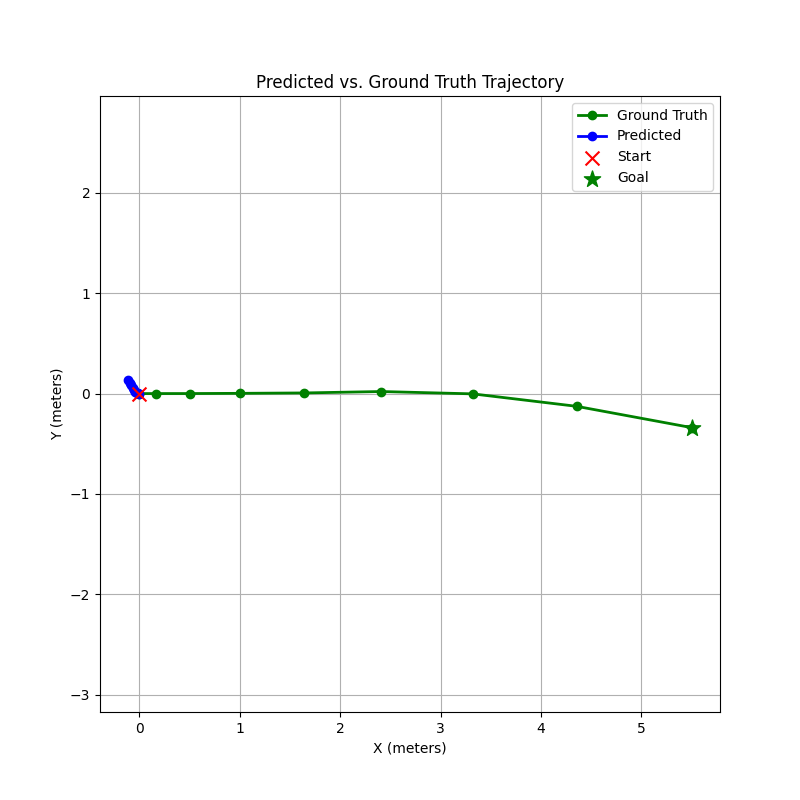 Predicted vs. Ground Truth Trajectory
Ground Truth
Predicted
Start
Goal
2
1
0
−1
−2
−3
Y (meters)
0 1 2 3 4 5
X (meters)